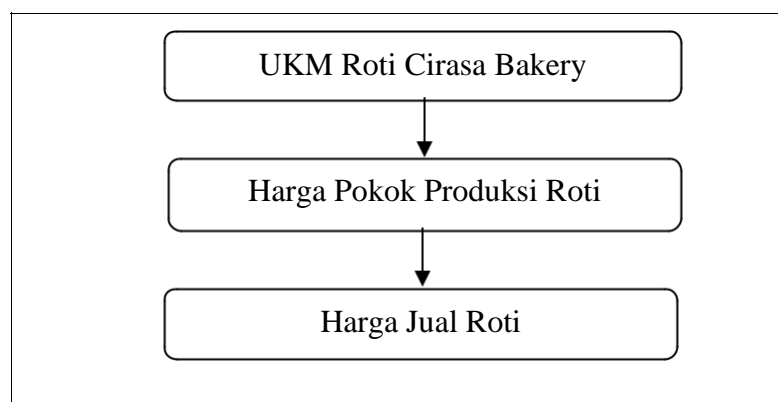 UKM Roti Cirasa Bakery
Harga Pokok Produksi Roti
Harga Jual Roti